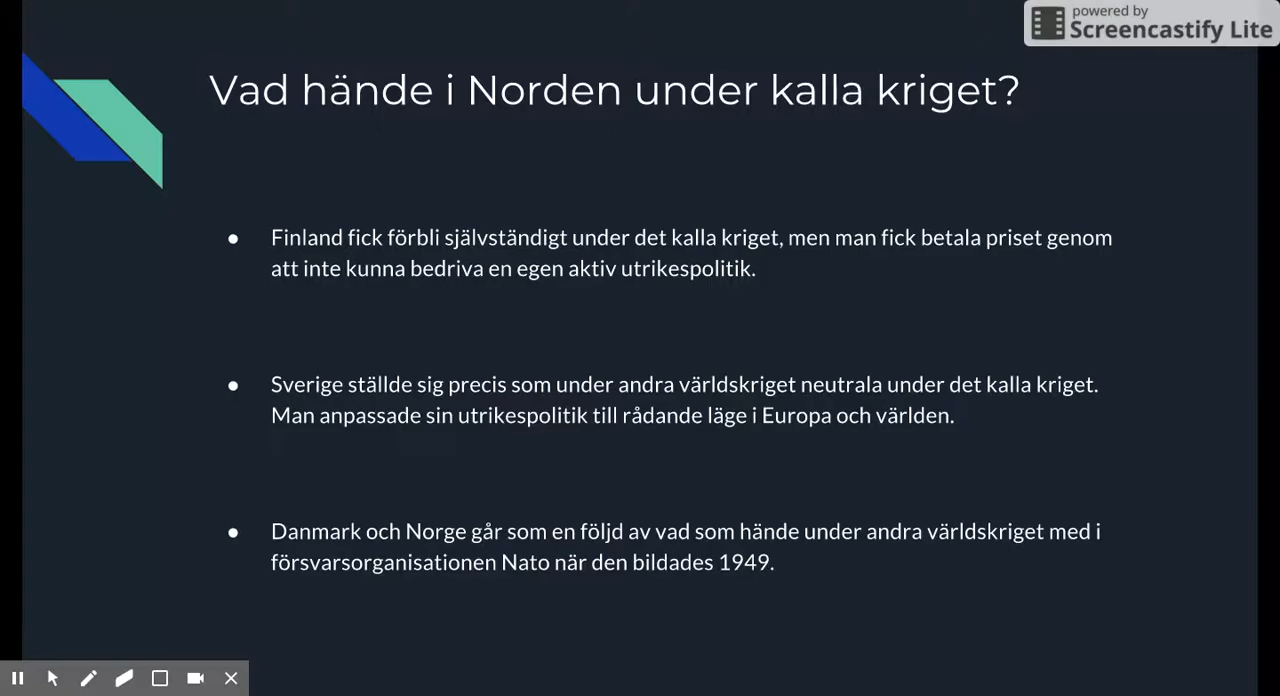 powered by
Screencastify Lite
Vad hände i Norden under kalla kriget?
● Finland fick förbli självständigt under det kalla kriget, men man fick betala priset genom
att inte kunna bedriva en egen aktiv utrikespolitik.
● Sverige ställde sig precis som under andra världskriget neutrala under det kalla kriget.
Man anpassade sin utrikespolitik till rådande läge i Europa och världen.
● Danmark och Norge går som en följd av vad som hände under andra världskriget med i
försvarsorganisationen Nato när den bildades 1949.